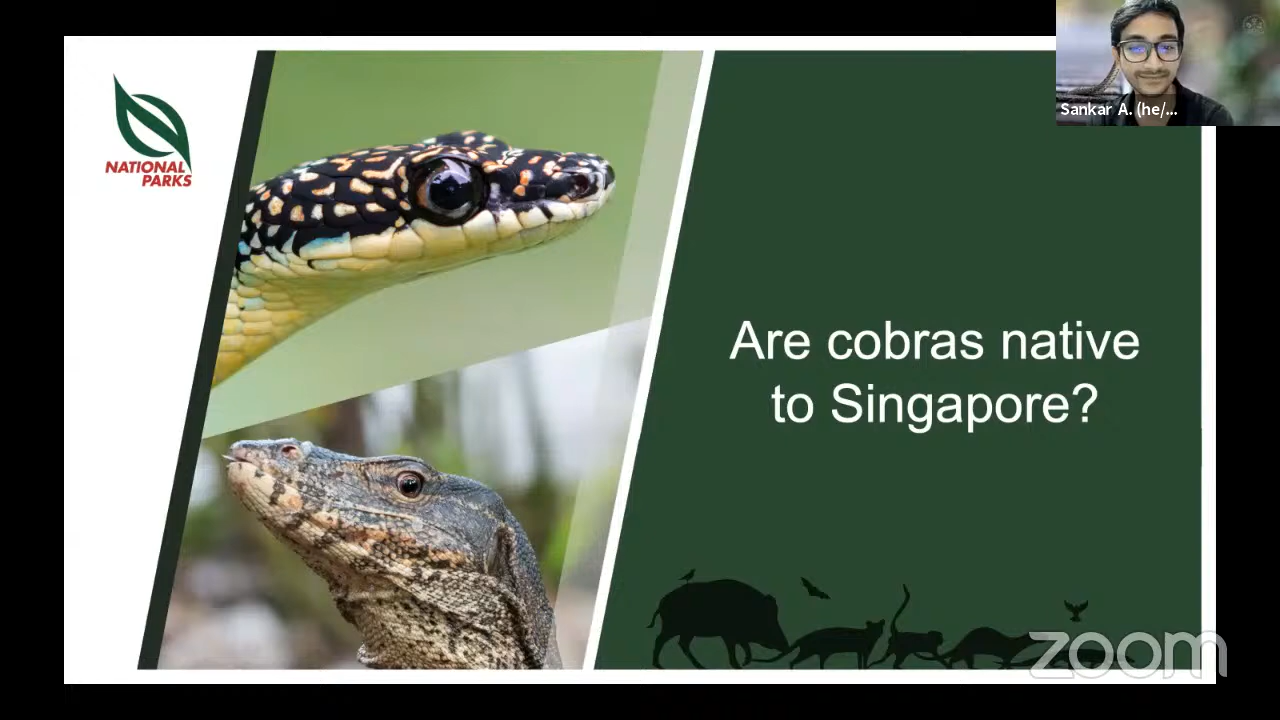 Sankar A. (he/...
NATIONAL
PARKS
Are cobras native
to Singapore?
zoom